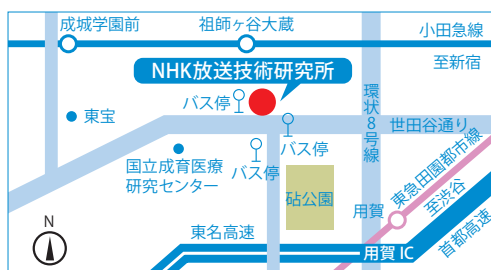 成城学園前
祖師ヶ谷大蔵
小田急線
至新宿
NHK放送技術研究所
バス停
環状8号線
東宝
世田谷通り
バス停
バス停
国立成育医療
研究センター
砧公園
東急田園都市線
至渋谷
首都高速
用賀
N
東名高速
用賀 IC